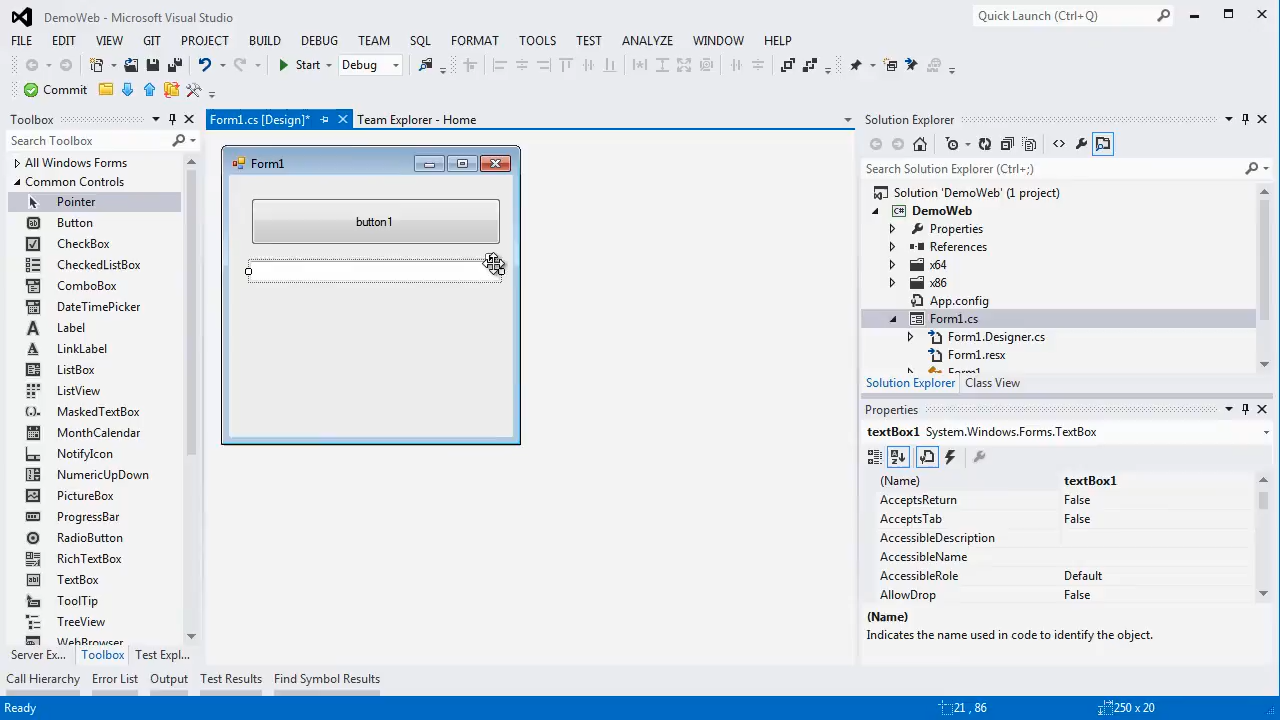 DemoWeb - Microsoft Visual Studio
Quick Launch (Ctrl+Q)
FILE EDIT VIEW GIT PROJECT BUILD DEBUG TEAM SQL FORMAT TOOLS TEST ANALYZE WINDOW HELP
Start Debug
Commit
Toolbox
Search Toolbox
All Windows Forms
Common Controls
Pointer
Button
CheckBox
CheckedListBox
ComboBox
DateTimePicker
Label
LinkLabel
ListBox
ListView
MaskedTextBox
MonthCalendar
NotifyIcon
NumericUpDown
PictureBox
ProgressBar
RadioButton
RichTextBox
TextBox
ToolTip
TreeView
WebBrowser
Server Ex... Toolbox Test Expl...
Form1.cs [Design]* Team Explorer - Home
Form1
button1
Solution Explorer
Search Solution Explorer (Ctrl+;)
Solution 'DemoWeb' (1 project)
DemoWeb
Properties
References
x64
x86
App.config
Form1.cs
Form1.Designer.cs
Form1.resx
Form1
Solution Explorer Class View
Properties
textBox1 System.Windows.Forms.TextBox
(Name) textBox1
AcceptsReturn False
AcceptsTab False
AccessibleDescription
AccessibleName
AccessibleRole Default
AllowDrop False
(Name)
Indicates the name used in code to identify the object.
Call Hierarchy Error List Output Test Results Find Symbol Results
Ready 21 , 86 250 x 20